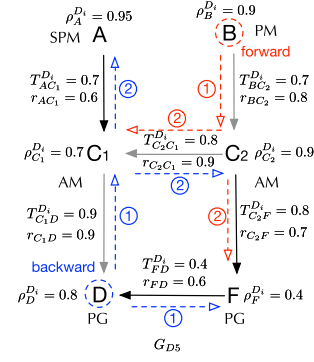 ρ_A^{D_i} = 0.95
ρ_B^{D_i} = 0.9
SPM A
B PM
forward
T_{AC_1}^{D_i} = 0.7
r_{AC_1} = 0.6
②
①
T_{BC_2}^{D_i} = 0.7
r_{BC_2} = 0.8
②
T_{C_2C_1}^{D_i} = 0.8
ρ_{C_1}^{D_i} = 0.7 C₁
C₂ ρ_{C_2}^{D_i} = 0.9
r_{C_2C_1} = 0.9
AM
②
AM
T_{C_1D}^{D_i} = 0.9
r_{C_1D} = 0.9
①
②
T_{C_2F}^{D_i} = 0.8
r_{C_2F} = 0.7
backward
T_{FD}^{D_i} = 0.4
r_{FD} = 0.6
ρ_D^{D_i} = 0.8 D
F ρ_F^{D_i} = 0.4
PG
①
PG
G_{D5}